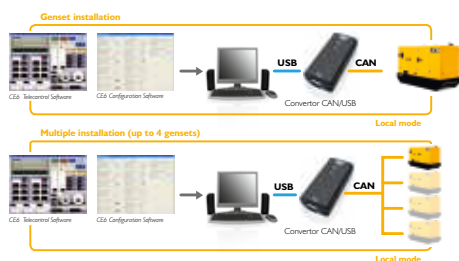 Genset installation
USB
CAN
CE6 Telecontrol Software
CE6 Configuration Software
Convertor CAN/USB
Local mode
Multiple installation (up to 4 gensets)
USB
CAN
CE6 Telecontrol Software
CE6 Configuration Software
Convertor CAN/USB
Local mode